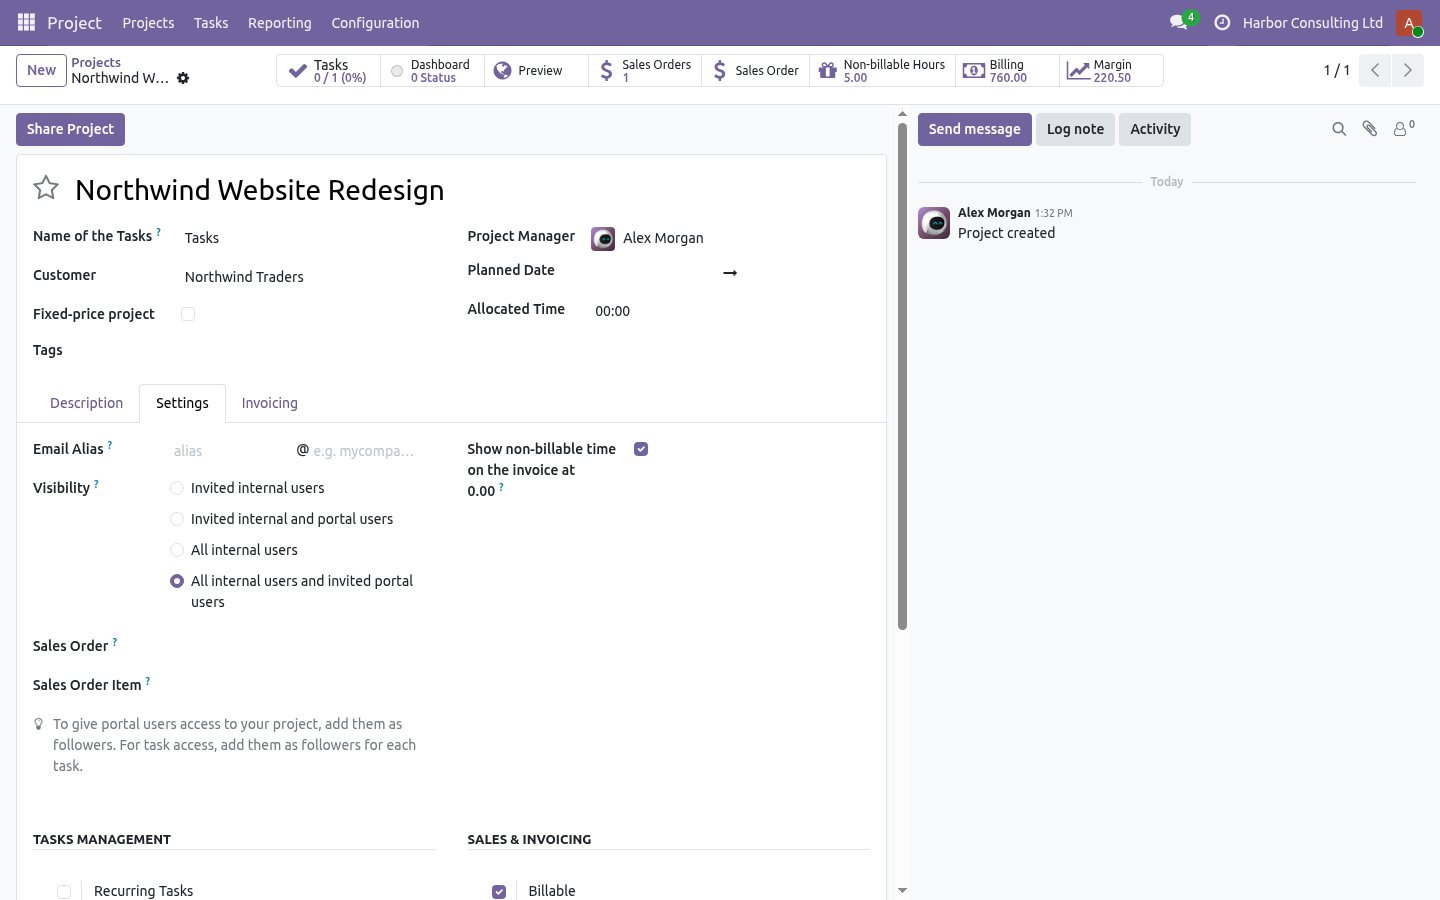 Project
Projects
Tasks
Reporting
Configuration
4
Harbor Consulting Ltd
A
New
Projects
Northwind W...
Tasks
0 / 1 (0%)
Dashboard
0 Status
Preview
Sales Orders
1
Sales Order
Non-billable Hours
5.00
Billing
760.00
Margin
220.50
1 / 1
Share Project
Send message
Log note
Activity
0
Northwind Website Redesign
Name of the Tasks ?
Tasks
Customer
Northwind Traders
Fixed-price project
Tags
Project Manager
Alex Morgan
Planned Date
Allocated Time
00:00
Description
Settings
Invoicing
Email Alias ?
alias
@
e.g. mycompa...
Visibility ?
Invited internal users
Invited internal and portal users
All internal users
All internal users and invited portal
users
Show non-billable time
on the invoice at
0.00 ?
Sales Order ?
Sales Order Item ?
To give portal users access to your project, add them as
followers. For task access, add them as followers for each
task.
TASKS MANAGEMENT
Recurring Tasks
SALES & INVOICING
Billable
Today
Alex Morgan 1:32 PM
Project created